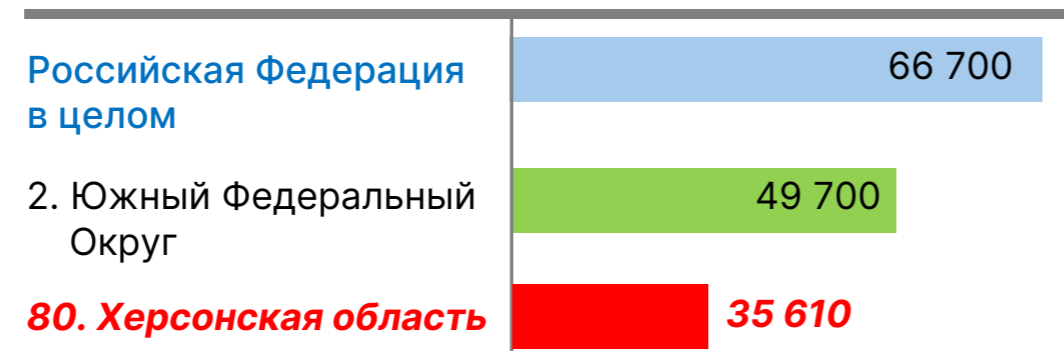 Российская Федерация
в целом
66 700
2. Южный Федеральный
Округ
49 700
80. Херсонская область
35 610